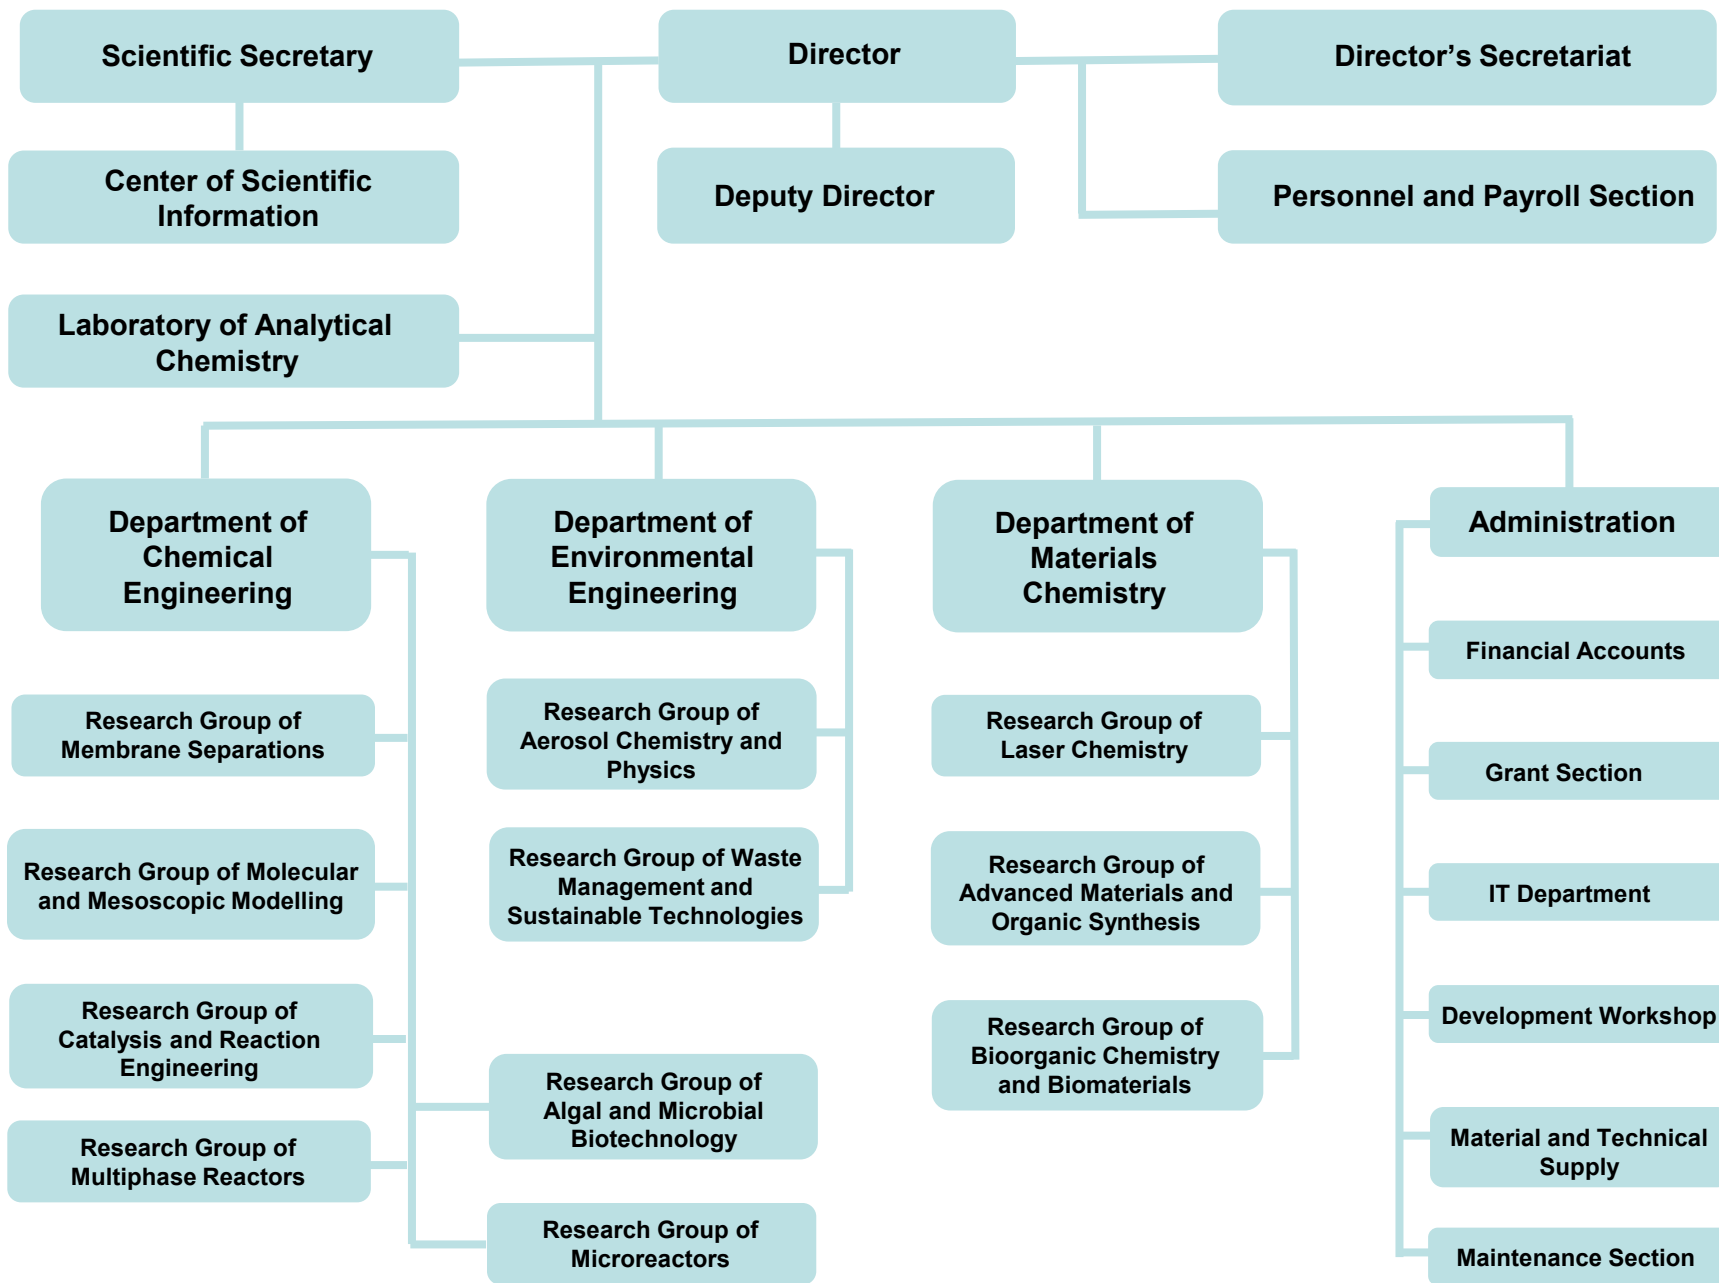 Scientific Secretary
Director
Director’s Secretariat
Center of Scientific
Information
Deputy Director
Personnel and Payroll Section
Laboratory of Analytical
Chemistry
Department of
Chemical
Engineering
Department of
Environmental
Engineering
Department of
Materials
Chemistry
Administration
Research Group of
Membrane Separations
Research Group of Molecular
and Mesoscopic Modelling
Research Group of
Catalysis and Reaction
Engineering
Research Group of
Multiphase Reactors
Research Group of
Aerosol Chemistry and
Physics
Research Group of Waste
Management and
Sustainable Technologies
Research Group of
Algal and Microbial
Biotechnology
Research Group of
Microreactors
Research Group of
Laser Chemistry
Research Group of
Advanced Materials and
Organic Synthesis
Research Group of
Bioorganic Chemistry
and Biomaterials
Financial Accounts
Grant Section
IT Department
Development Workshop
Material and Technical
Supply
Maintenance Section